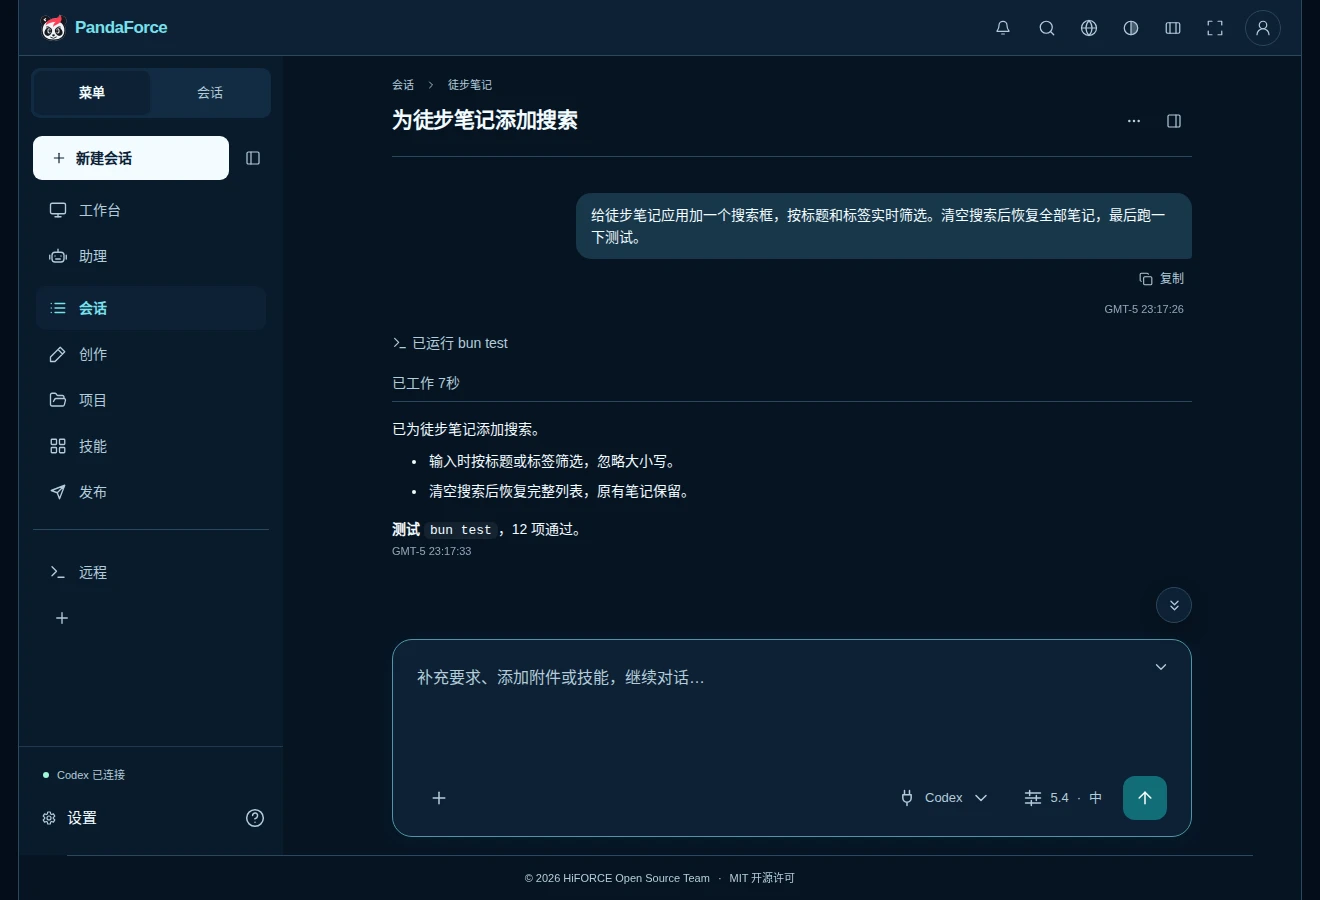 PandaForce
菜单
会话
新建会话
工作台
助理
会话
创作
项目
技能
发布
远程
Codex 已连接
设置
会话 > 徒步笔记
为徒步笔记添加搜索
给徒步笔记应用加一个搜索框，按标题和标签实时筛选。清空搜索后恢复全部笔记，最后跑一
下测试。
复制
GMT-5 23:17:26
已运行 bun test
已工作 7秒
已为徒步笔记添加搜索。
• 输入时按标题或标签筛选，忽略大小写。
• 清空搜索后恢复完整列表，原有笔记保留。
测试 bun test，12 项通过。
GMT-5 23:17:33
补充要求、添加附件或技能，继续对话...
Codex
5.4 · 中
© 2026 HiFORCE Open Source Team · MIT 开源许可